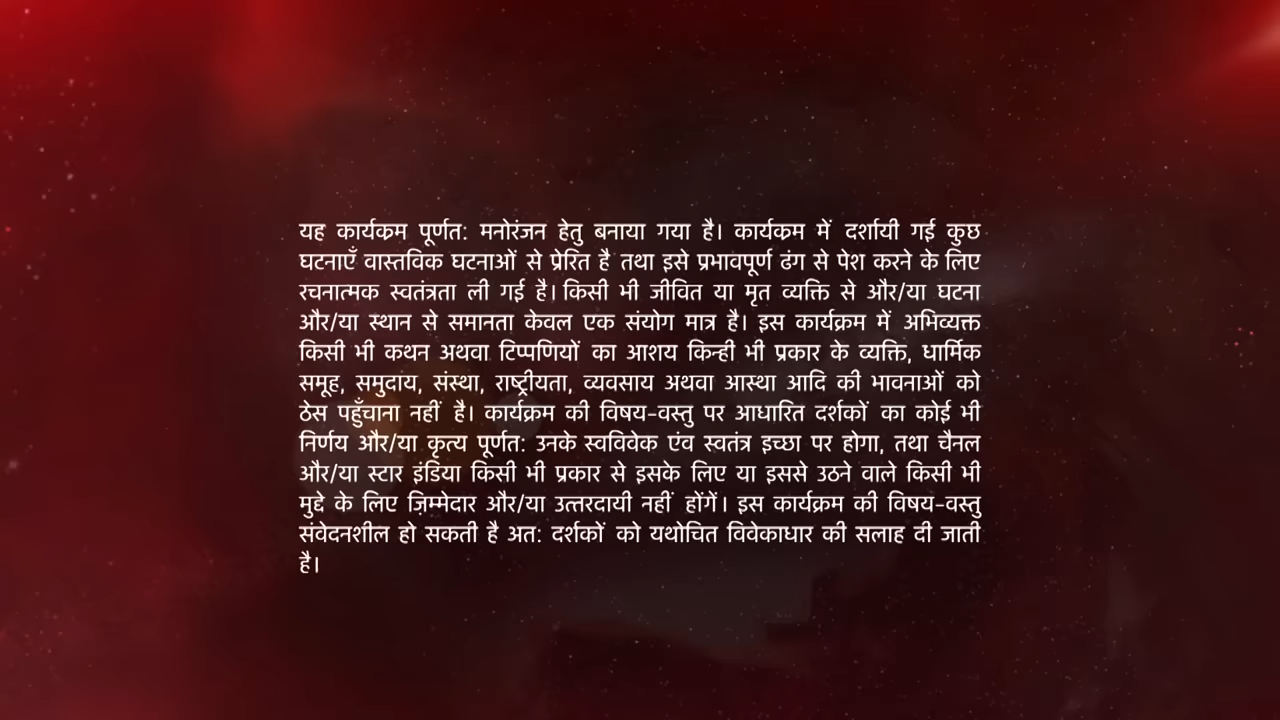 यह कार्यक्रम पूर्णत: मनोरंजन हेतु बनाया गया है। कार्यक्रम में दर्शायी गई कुछ
घटनाएँ वास्तविक घटनाओं से प्रेरित है तथा इसे प्रभावपूर्ण ढंग से पेश करने के लिए
रचनात्मक स्वतंत्रता ली गई है। किसी भी जीवित या मृत व्यक्ति से और/या घटना
और/या स्थान से समानता केवल एक संयोग मात्र है। इस कार्यक्रम में अभिव्यक्त
किसी भी कथन अथवा टिप्पणियों का आशय किन्ही भी प्रकार के व्यक्ति, धार्मिक
समूह, समुदाय, संस्था, राष्ट्रीयता, व्यवसाय अथवा आस्था आदि की भावनाओं को
ठेस पहुँचाना नहीं है। कार्यक्रम की विषय-वस्तु पर आधारित दर्शकों का कोई भी
निर्णय और/या कृत्य पूर्णत: उनके स्वविवेक एंव स्वतंत्र इच्छा पर होगा, तथा चैनल
और/या स्टार इंडिया किसी भी प्रकार से इसके लिए या इससे उठने वाले किसी भी
मुद्दे के लिए ज़िम्मेदार और/या उत्तरदायी नहीं होंगें। इस कार्यक्रम की विषय-वस्तु
संवेदनशील हो सकती है अत: दर्शकों को यथोचित विवेकाधार की सलाह दी जाती
है।